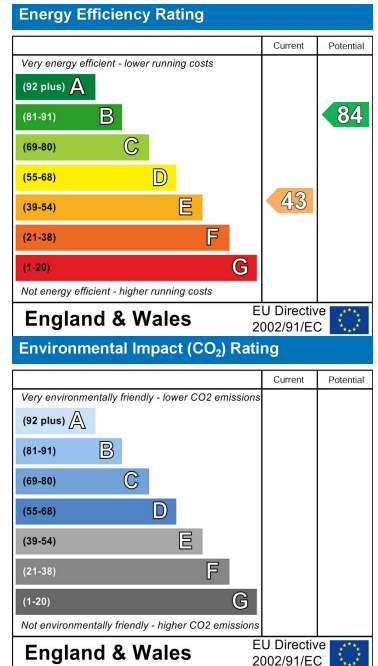 Energy Efficiency Rating
Current Potential
Very energy efficient - lower running costs
(92 plus) A
(81-91) B
84
(69-80) C
(55-68) D
(39-54) E
43
(21-38) F
(1-20) G
Not energy efficient - higher running costs
England & Wales
EU Directive
2002/91/EC
Environmental Impact (CO₂) Rating
Current Potential
Very environmentally friendly - lower CO2 emissions
(92 plus) A
(81-91) B
(69-80) C
(55-68) D
(39-54) E
(21-38) F
(1-20) G
Not environmentally friendly - higher CO2 emissions
England & Wales
EU Directive
2002/91/EC